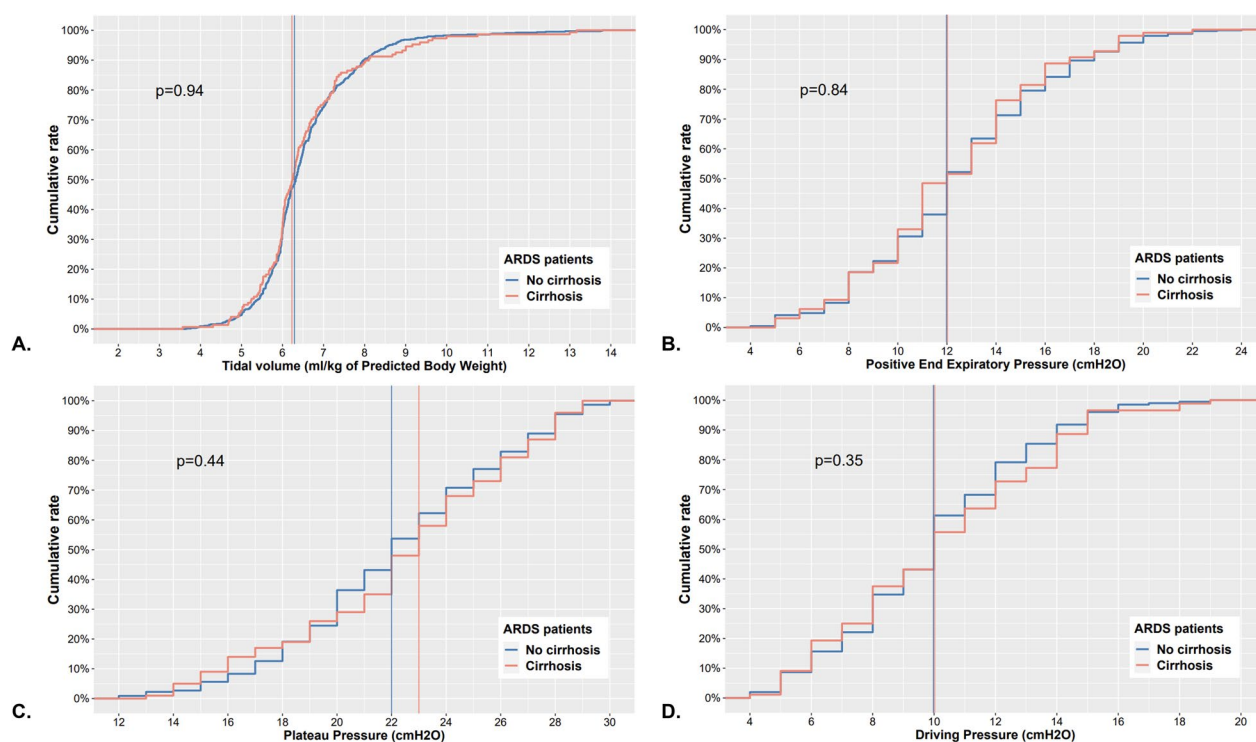 100%
90%
80%
70%
60%
50%
40%
30%
20%
10%
0%
Cumulative rate
p=0.94
ARDS patients
No cirrhosis
Cirrhosis
2 3 4 5 6 7 8 9 10 11 12 13 14
Tidal volume (ml/kg of Predicted Body Weight)
A.
100%
90%
80%
70%
60%
50%
40%
30%
20%
10%
0%
Cumulative rate
p=0.84
ARDS patients
No cirrhosis
Cirrhosis
4 6 8 10 12 14 16 18 20 22 24
Positive End Expiratory Pressure (cmH2O)
B.
100%
90%
80%
70%
60%
50%
40%
30%
20%
10%
0%
Cumulative rate
p=0.44
ARDS patients
No cirrhosis
Cirrhosis
12 14 16 18 20 22 24 26 28 30
Plateau Pressure (cmH2O)
C.
100%
90%
80%
70%
60%
50%
40%
30%
20%
10%
0%
Cumulative rate
p=0.35
ARDS patients
No cirrhosis
Cirrhosis
4 6 8 10 12 14 16 18 20
Driving Pressure (cmH2O)
D.